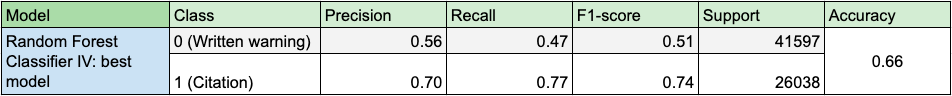 Model Class Precision Recall F1-score Support Accuracy
Random Forest Classifier IV: best model
0 (Written warning) 0.56 0.47 0.51 41597
1 (Citation) 0.70 0.77 0.74 26038
0.66